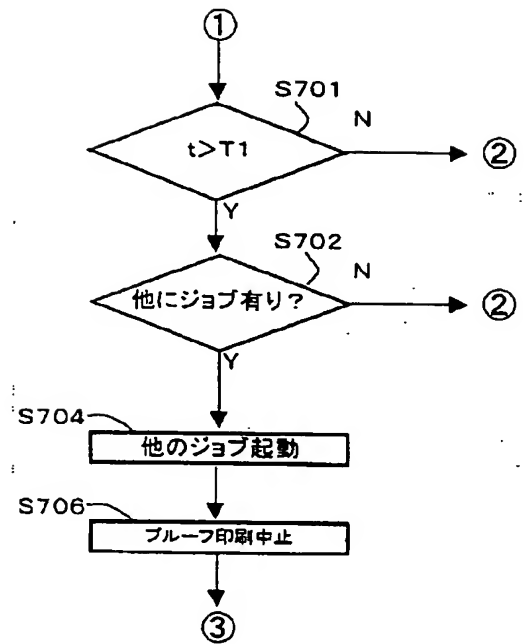 ①
S701
N
t>T1
②
Y
S702
N
他にジョブ有り？
②
Y
S704
他のジョブ起動
S706
プルーフ印刷中止
③